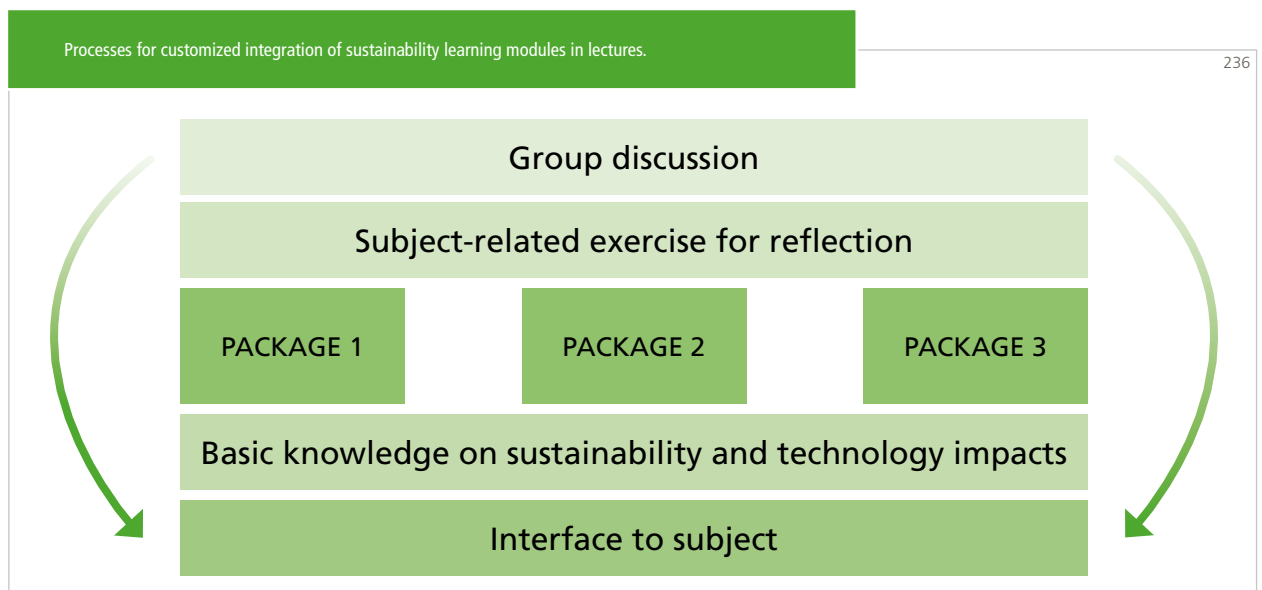 Processes for customized integration of sustainability learning modules in lectures.
236
Group discussion
Subject-related exercise for reflection
PACKAGE 1
PACKAGE 2
PACKAGE 3
Basic knowledge on sustainability and technology impacts
Interface to subject